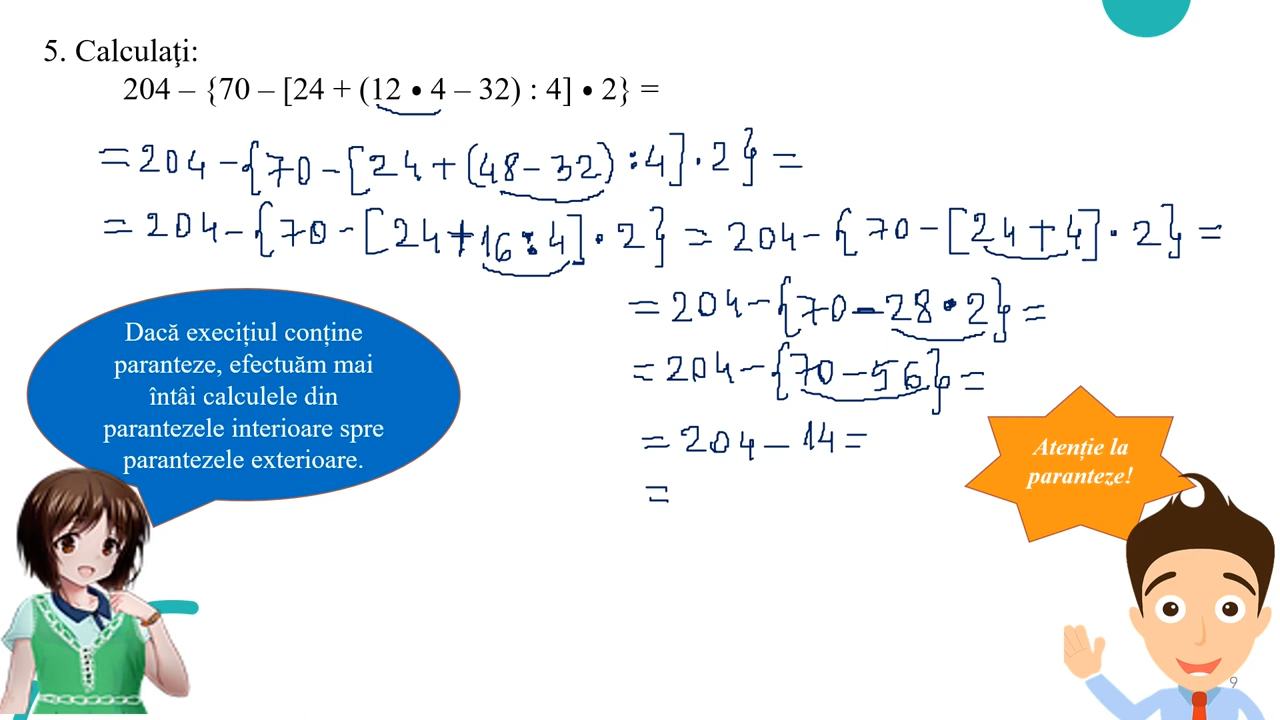 5. Calculaţi:
204 – {70 – [24 + (12 • 4 – 32) : 4] • 2} =
= 204 - {70 - [24 + (48 - 32) : 4] · 2} =
= 204 - {70 - [24 + 16 : 4] · 2} = 204 - {70 - [24 + 4] · 2} =
= 204 - {70 - 28 · 2} =
= 204 - {70 - 56} =
= 204 - 14 =
=
Dacă execițiul conține
paranteze, efectuăm mai
întâi calculele din
parantezele interioare spre
parantezele exterioare.
Atenție la
paranteze!
9